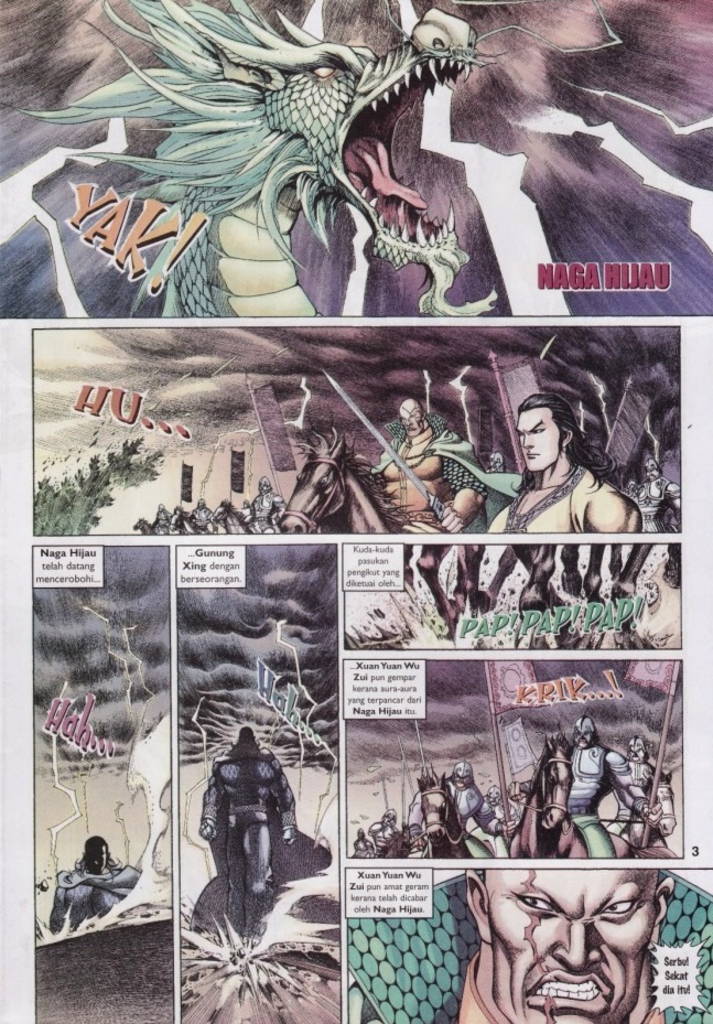 YAK!
NAGA HIJAU
HU...
Naga Hijau
telah datang
mencerobohi...
Hah...
...Gunung
Xing dengan
berseorangan.
Hah...
Kuda-kuda
pasukan
pengikut yang
diketuai oleh...
PAP! PAP! PAP!
...Xuan Yuan Wu
Zui pun gempar
kerana aura-aura
yang terpancar dari
Naga Hijau itu.
KRIK...!
3
Xuan Yuan Wu
Zui pun amat geram
kerana telah dicabar
oleh Naga Hijau.
Serbu!
Sekat
dia itu!